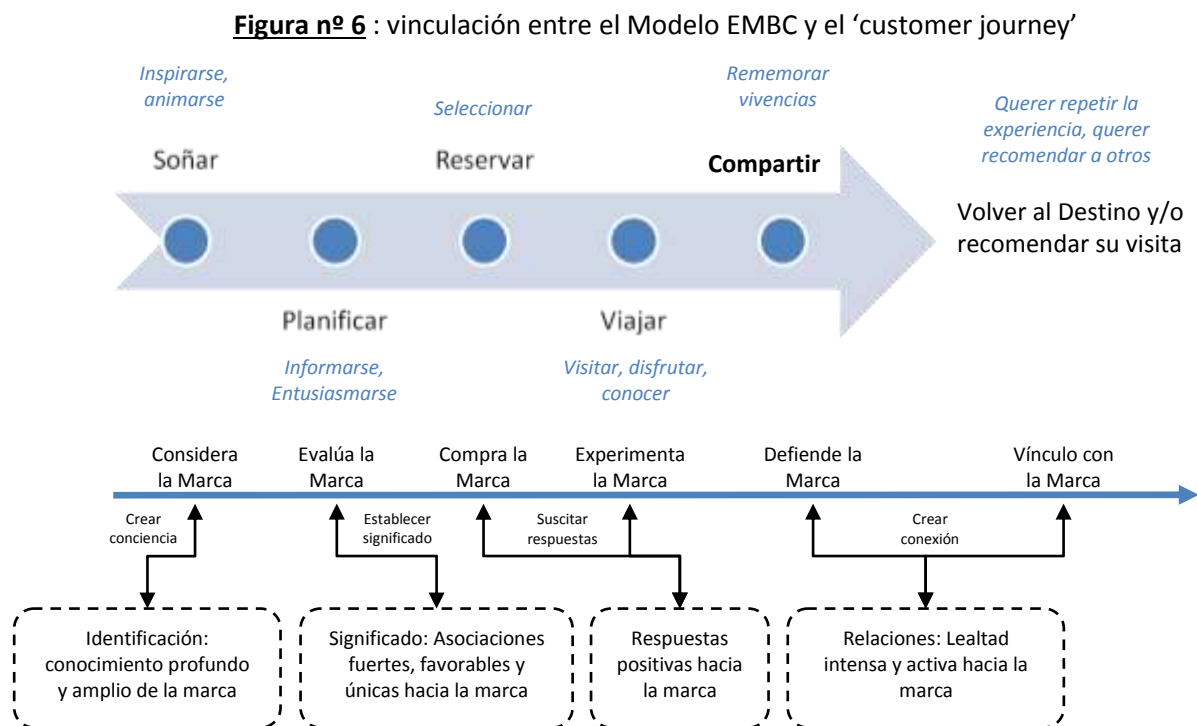 Figura nº 6 : vinculación entre el Modelo EMBC y el ‘customer journey’
Inspirarse,
animarse
Soñar
Seleccionar
Reservar
Rememorar
vivencias
Compartir
Querer repetir la
experiencia, querer
recomendar a otros
Volver al Destino y/o
recomendar su visita
Planificar
Informarse,
Entusiasmarse
Viajar
Visitar, disfrutar,
conocer
Considera
la Marca
Evalúa la
Marca
Compra la
Marca
Experimenta
la Marca
Defiende la
Marca
Vínculo con
la Marca
Crear
conciencia
Establecer
significado
Suscitar
respuestas
Crear
conexión
Identificación:
conocimiento profundo
y amplio de la marca
Significado: Asociaciones
fuertes, favorables y
únicas hacia la marca
Respuestas
positivas hacia
la marca
Relaciones: Lealtad
intensa y activa hacia la
marca